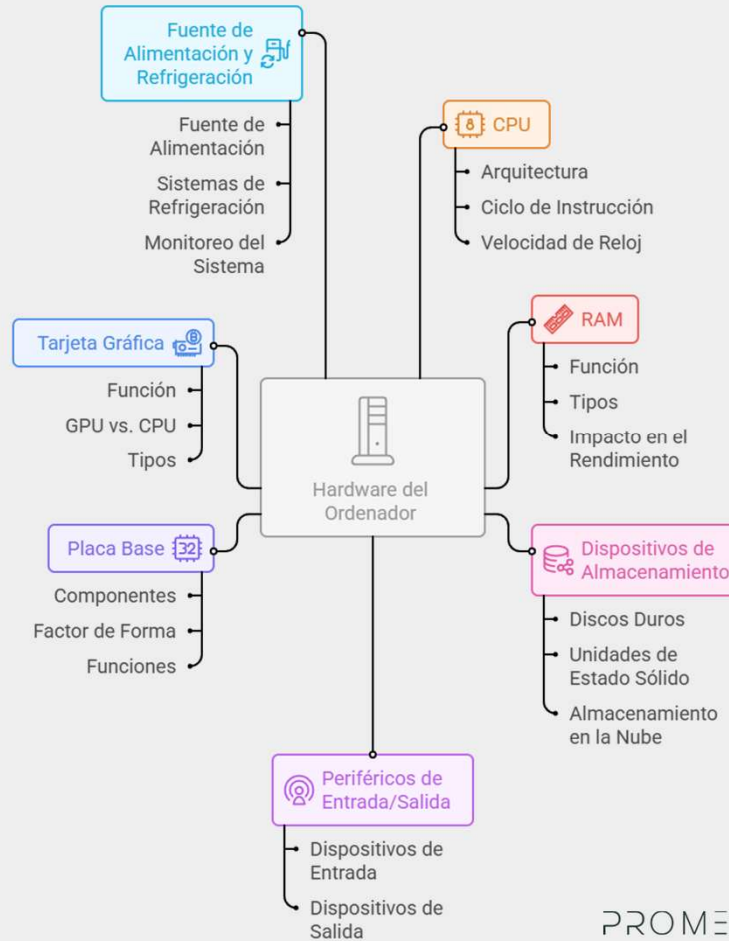 Fuente de
Alimentación y
Refrigeración
Fuente de
Alimentación
Sistemas de
Refrigeración
Monitoreo del
Sistema
CPU
Arquitectura
Ciclo de Instrucción
Velocidad de Reloj
Tarjeta Gráfica
Función
GPU vs. CPU
Tipos
RAM
Función
Tipos
Impacto en el
Rendimiento
Hardware del
Ordenador
Placa Base
32
Componentes
Factor de Forma
Funciones
Dispositivos de
Almacenamiento
Discos Duros
Unidades de
Estado Sólido
Almacenamiento
en la Nube
Periféricos de
Entrada/Salida
Dispositivos de
Entrada
Dispositivos de
Salida
PROME